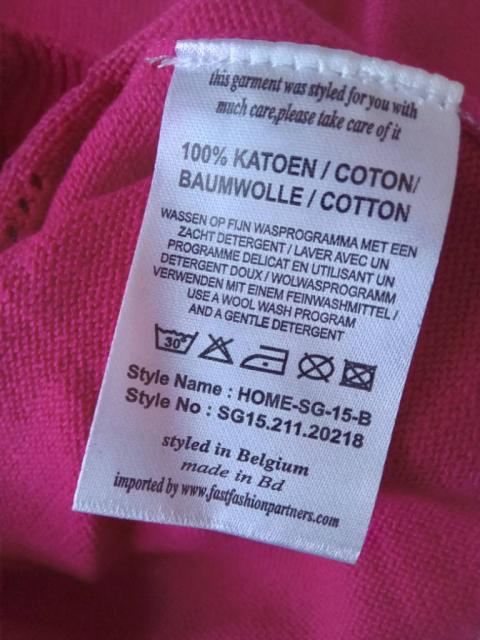 this garment was styled for you with
much care,please take care of it
100% KATOEN / COTON/
BAUMWOLLE / COTTON
WASSEN OP FIJN WASPROGRAMMA MET EEN
ZACHT DETERGENT / LAVER AVEC UN
PROGRAMME DELICAT EN UTILISANT UN
DETERGENT DOUX / WOLWASPROGRAMM
VERWENDEN MIT EINEM FEINWASHMITTEL /
USE A WOOL WASH PROGRAM
AND A GENTLE DETERGENT
30°
Style Name : HOME-SG-15-B
Style No : SG15.211.20218
styled in Belgium
made in Bd
imported by www.fastfashionpartners.com